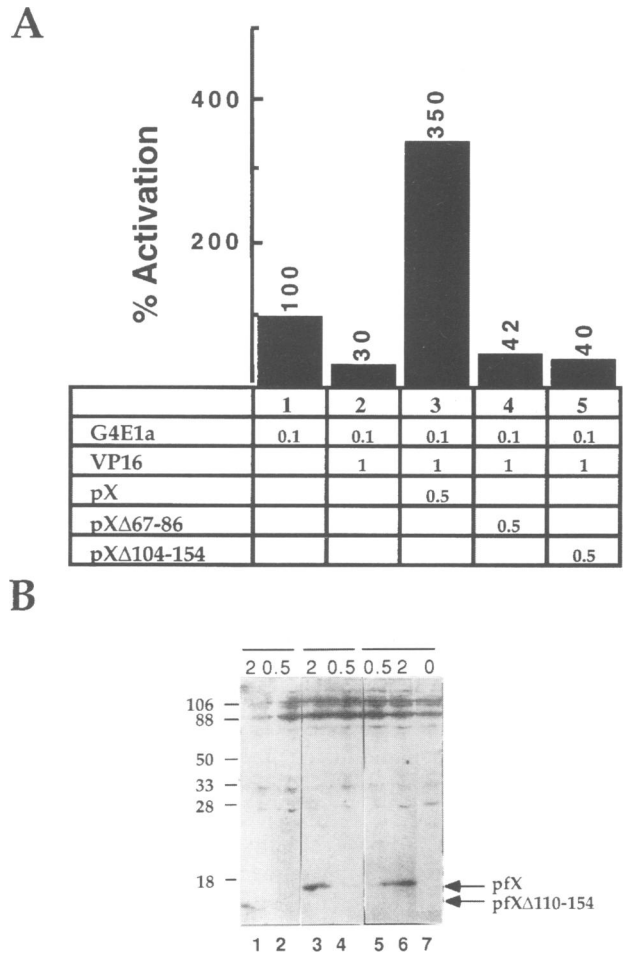 A
% Activation
400
200
100
30
350
42
40
1 2 3 4 5
G4E1a 0.1 0.1 0.1 0.1 0.1
VP16 1 1 1 1
pX 0.5
pXΔ67-86 0.5
pXΔ104-154 0.5
B
2 0.5 2 0.5 0.5 2 0
106
88
50
33
28
18
pfX
pfXΔ110-154
1 2 3 4 5 6 7